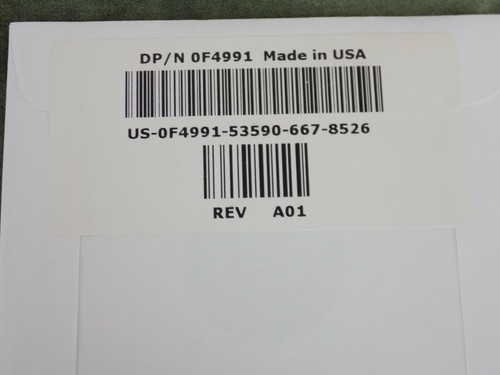 DP/N 0F4991 Made in USA
US-0F4991-53590-667-8526
REV A01